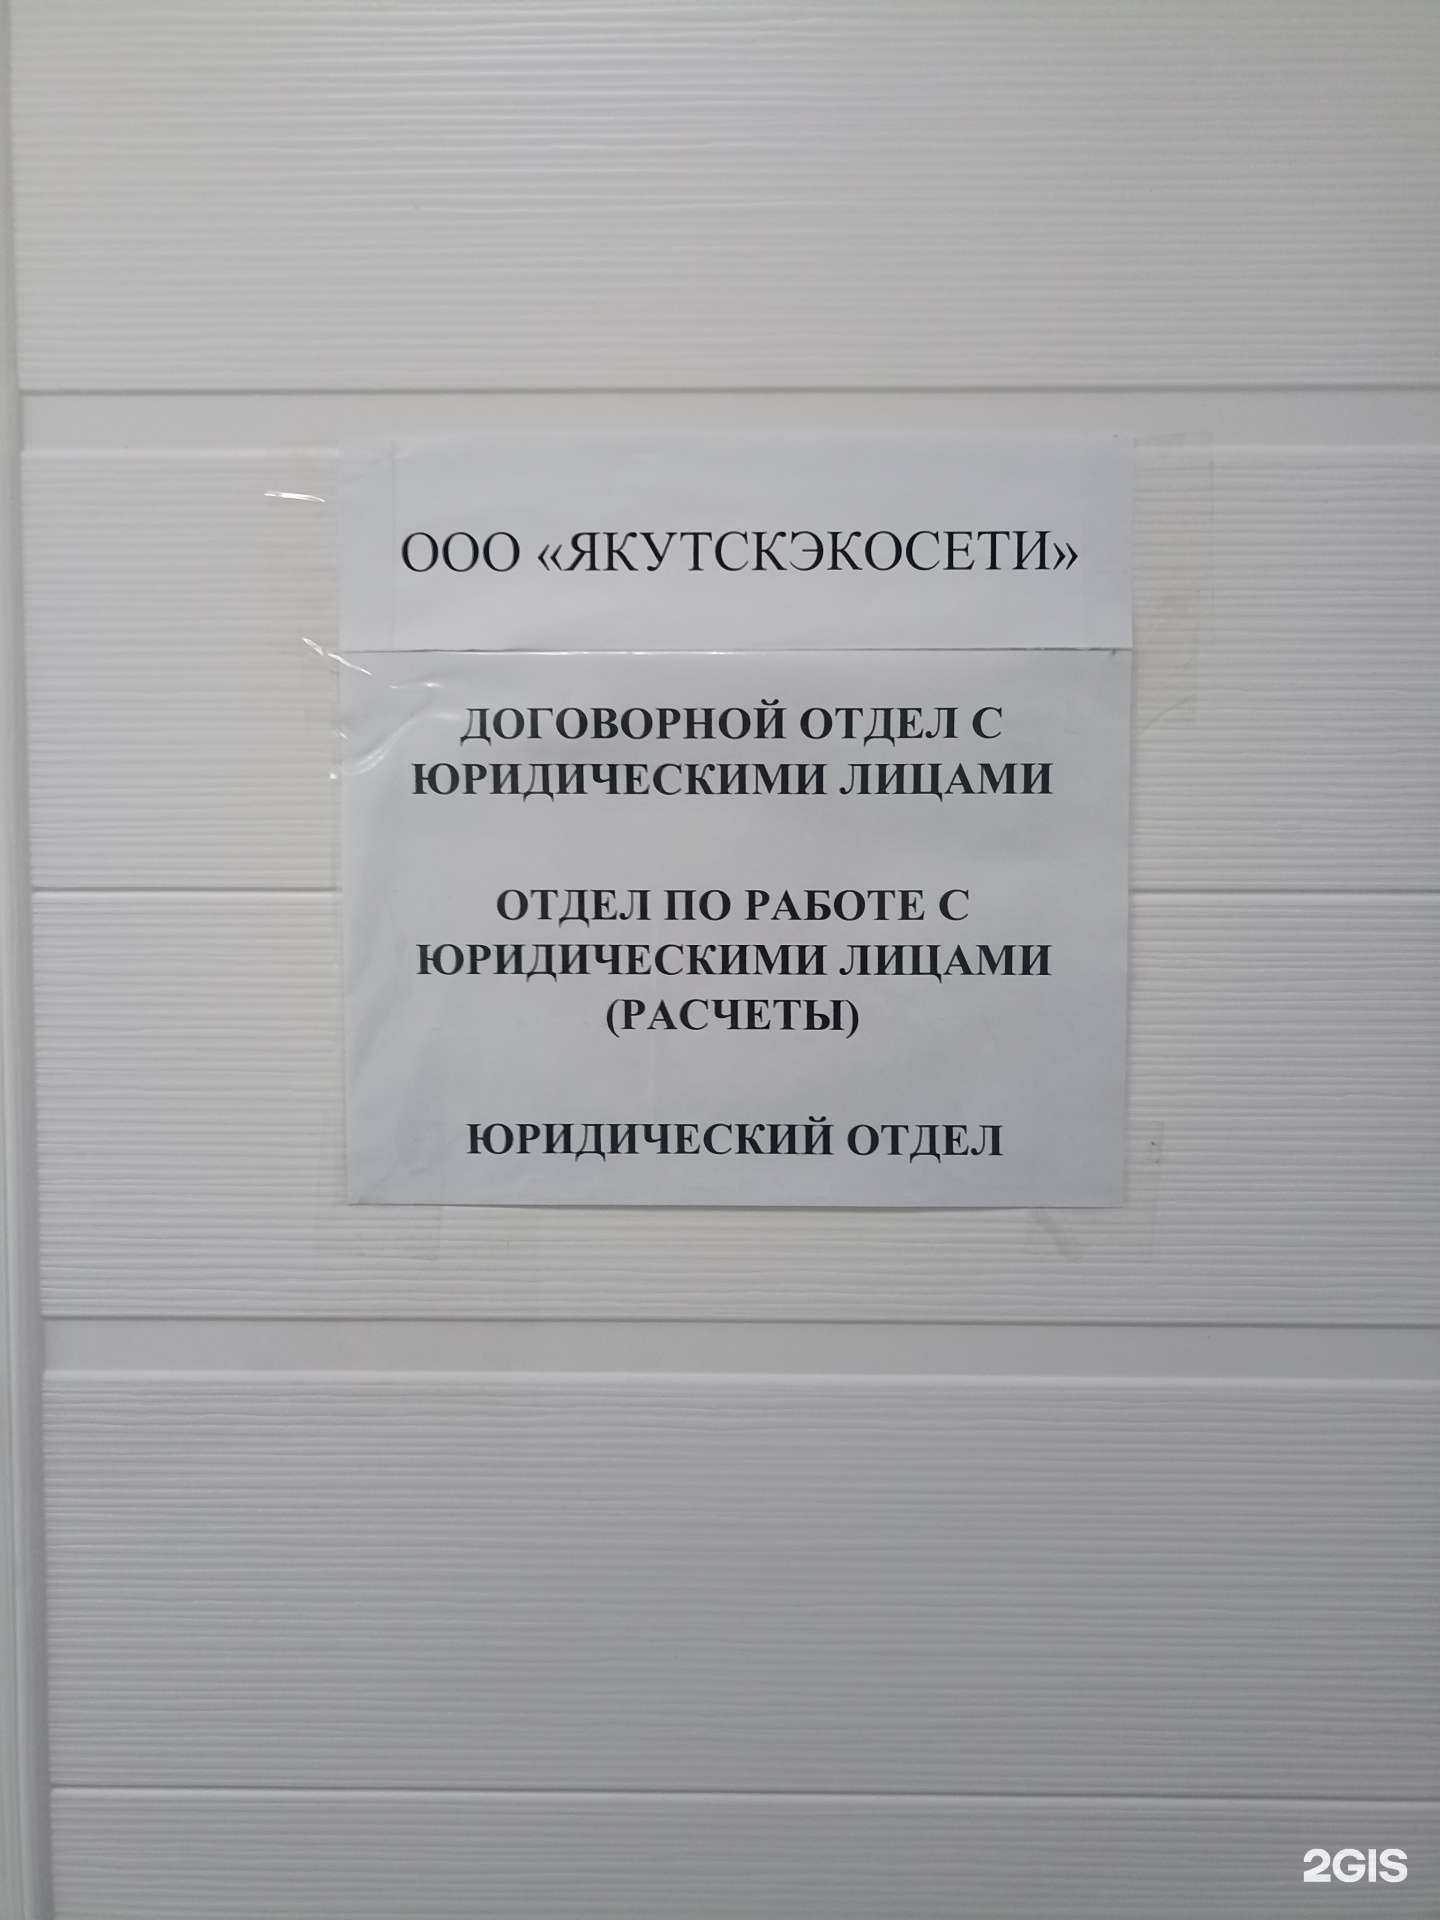 ООО «ЯКУТСКЭКОСЕТИ»
ДОГОВОРНОЙ ОТДЕЛ С
ЮРИДИЧЕСКИМИ ЛИЦАМИ
ОТДЕЛ ПО РАБОТЕ С
ЮРИДИЧЕСКИМИ ЛИЦАМИ
(РАСЧЕТЫ)
ЮРИДИЧЕСКИЙ ОТДЕЛ
2GIS